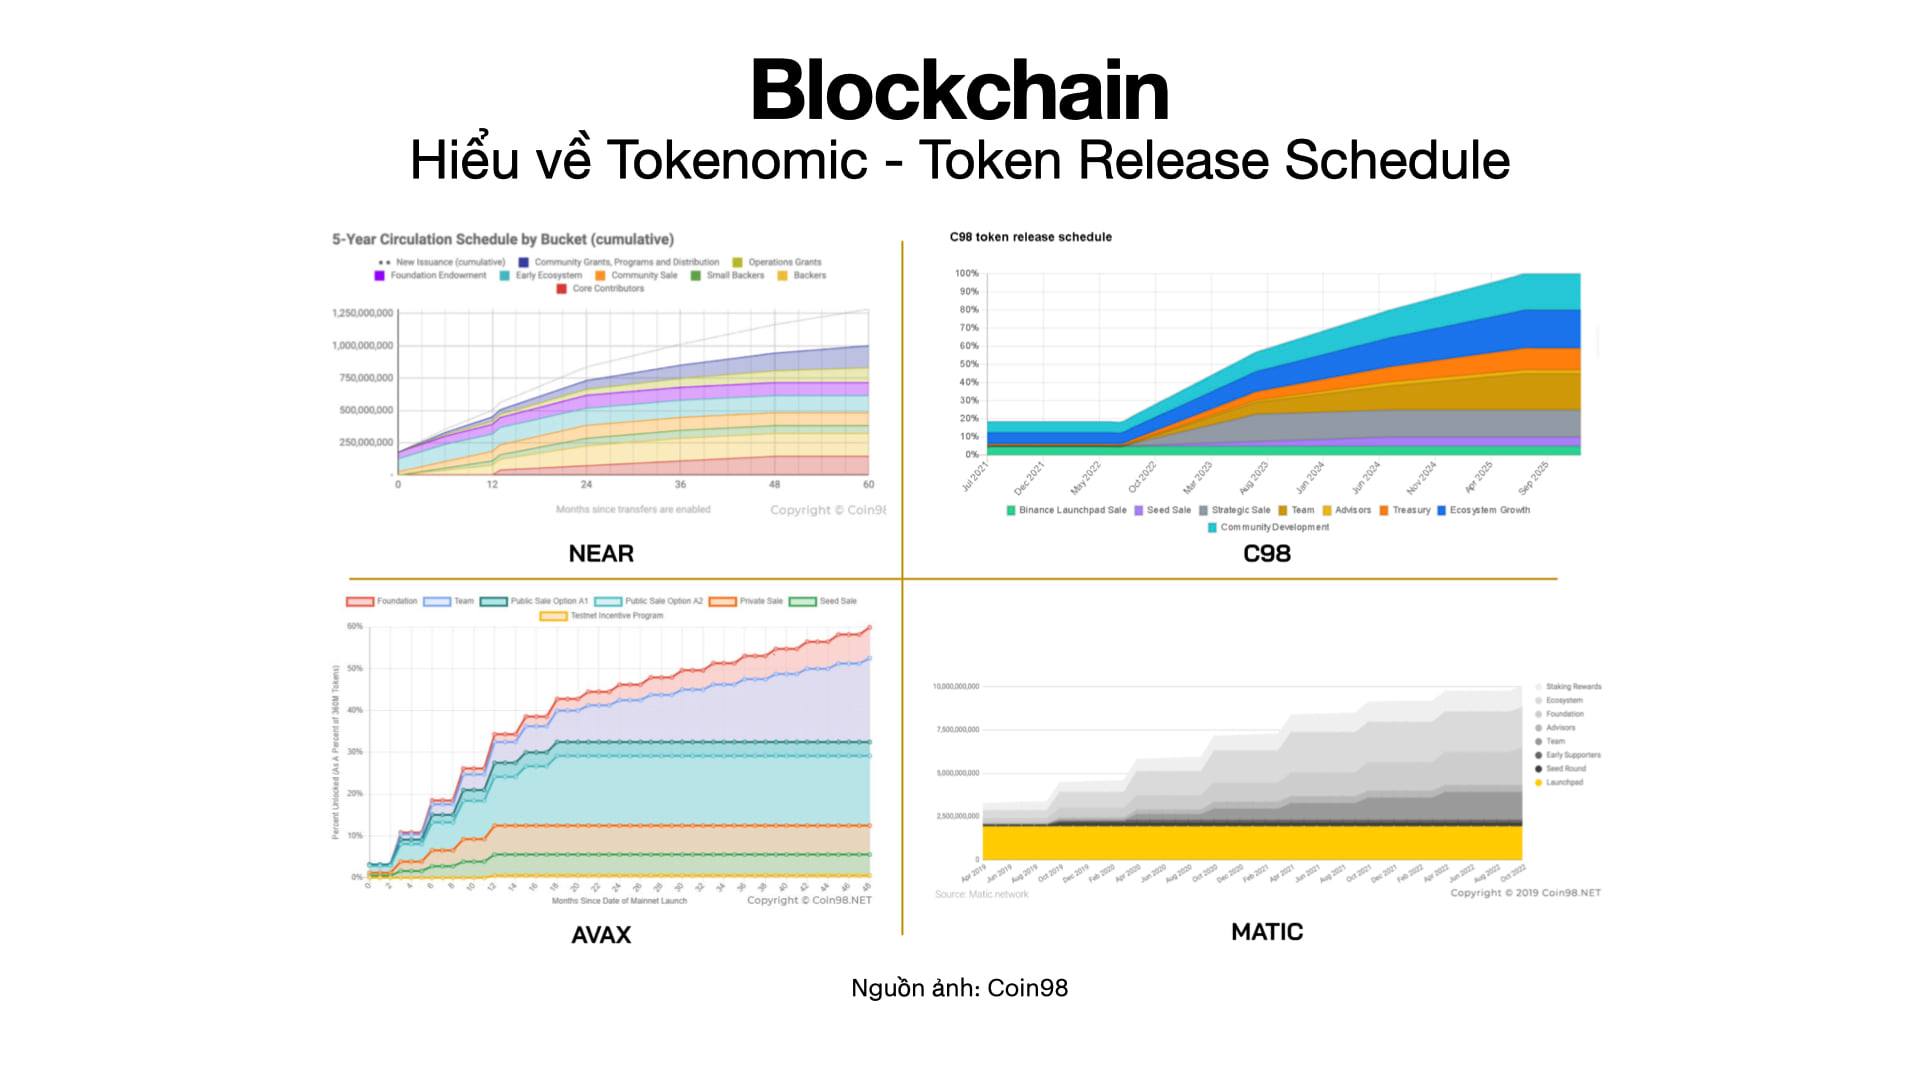 Blockchain
Hiểu về Tokenomic - Token Release Schedule
5-Year Circulation Schedule by Bucket (cumulative)
New Issuance (cumulative) Community Grants, Programs and Distribution Operations Grants
Foundation Endowment Early Ecosystem Community Sale Small Backers Backers
Core Contributors
1,250,000,000
1,000,000,000
750,000,000
500,000,000
250,000,000
-
0 12 24 36 48 60
Months since transfers are enabled
Copyright © Coin98
NEAR
C98 token release schedule
100%
90%
80%
70%
60%
50%
40%
30%
20%
10%
0%
Jul 2021 Dec 2021 May 2022 Oct 2022 Mar 2023 Aug 2023 Jan 2024 Jun 2024 Nov 2024 Apr 2025 Sep 2025
Binance Launchpad Sale Seed Sale Strategic Sale Team Advisors Treasury Ecosystem Growth
Community Development
C98
Foundation Team Public Sale Option A1 Public Sale Option A2 Private Sale Seed Sale
Testnet Incentive Program
Percent Unlocked (As A Percent of 360M Tokens)
60%
50%
40%
30%
20%
10%
0%
0 2 4 6 8 10 12 14 16 18 20 22 24 26 28 30 32 34 36 38 40 42 44 46 48
Months Since Date of Mainnet Launch
Copyright © Coin98.NET
AVAX
10,000,000,000
7,500,000,000
5,000,000,000
2,500,000,000
0
Apr 2019 Jun 2019 Aug 2019 Oct 2019 Dec 2019 Feb 2020 Apr 2020 Jun 2020 Aug 2020 Oct 2020 Dec 2020 Feb 2021 Apr 2021 Jun 2021 Aug 2021 Oct 2021 Dec 2021 Feb 2022 Apr 2022 Jun 2022 Aug 2022 Oct 2022
Staking Rewards
Ecosystem
Foundation
Advisors
Team
Early Supporters
Seed Round
Launchpad
Source: Matic.network
Copyright © 2019 Coin98.NET
MATIC
Nguồn ảnh: Coin98